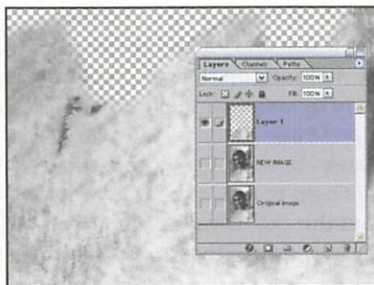 Layers Channels Paths
Normal Opacity: 100%
Lock: Fill: 100%
Layer 1
NEW IMAGE
Original image